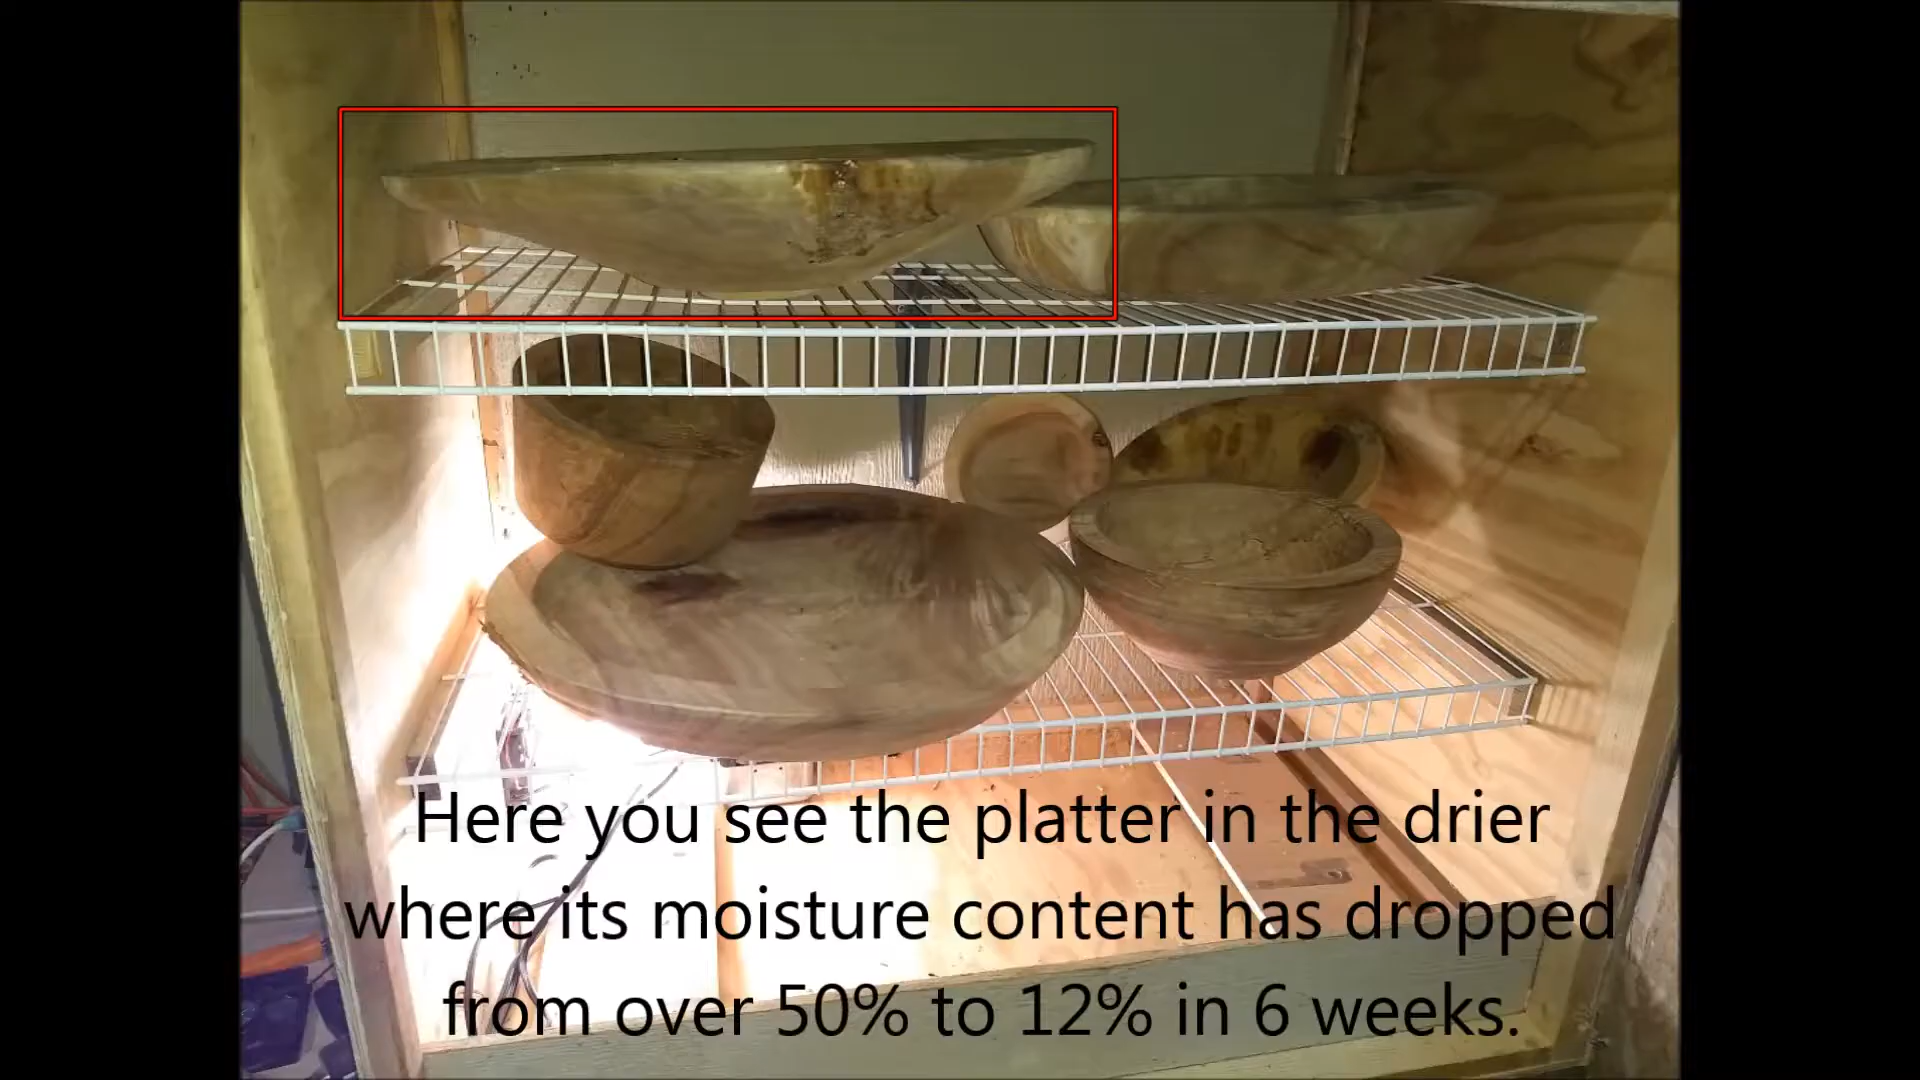 Here you see the platter in the drier
where its moisture content has dropped
from over 50% to 12% in 6 weeks.